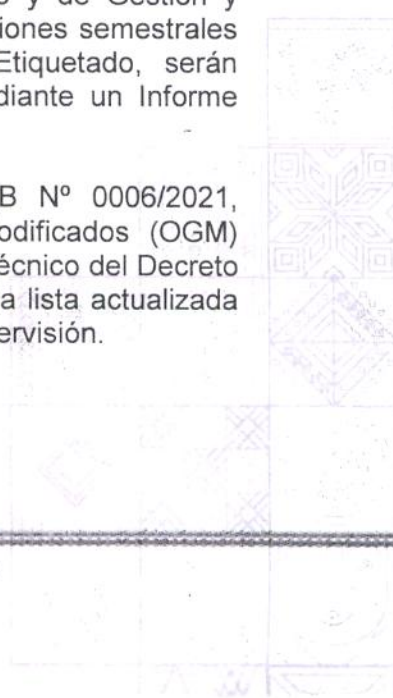 o y de Gestión y
iones semestrales
Etiquetado, serán
diante un Informe
B Nº 0006/2021,
odificados (OGM)
écnico del Decreto
a lista actualizada
ervisión.